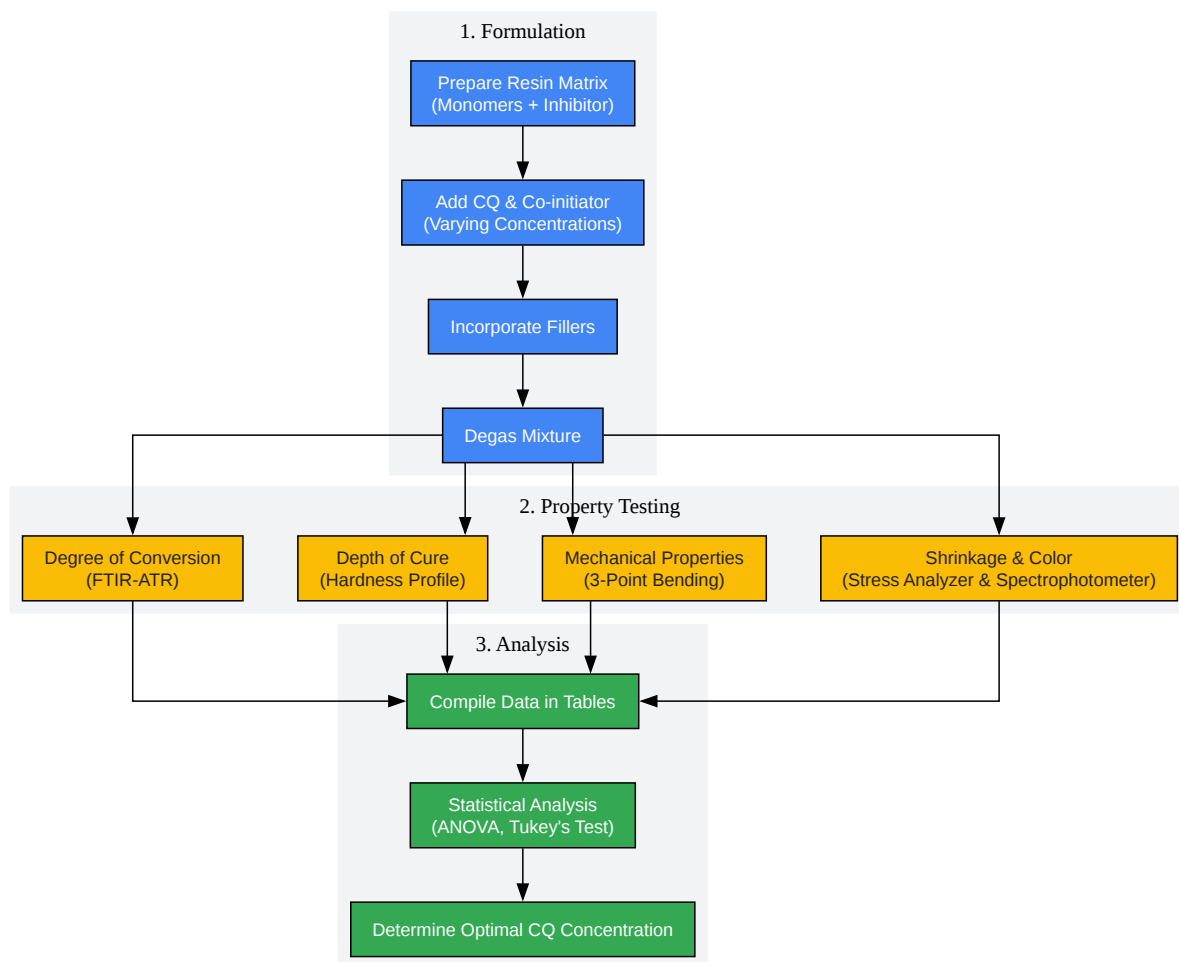 1. Formulation
Prepare Resin Matrix
(Monomers + Inhibitor)
Add CQ & Co-initiator
(Varying Concentrations)
Incorporate Fillers
Degas Mixture
2. Property Testing
Degree of Conversion
(FTIR-ATR)
Depth of Cure
(Hardness Profile)
Mechanical Properties
(3-Point Bending)
Shrinkage & Color
(Stress Analyzer & Spectrophotometer)
3. Analysis
Compile Data in Tables
Statistical Analysis
(ANOVA, Tukey's Test)
Determine Optimal CQ Concentration